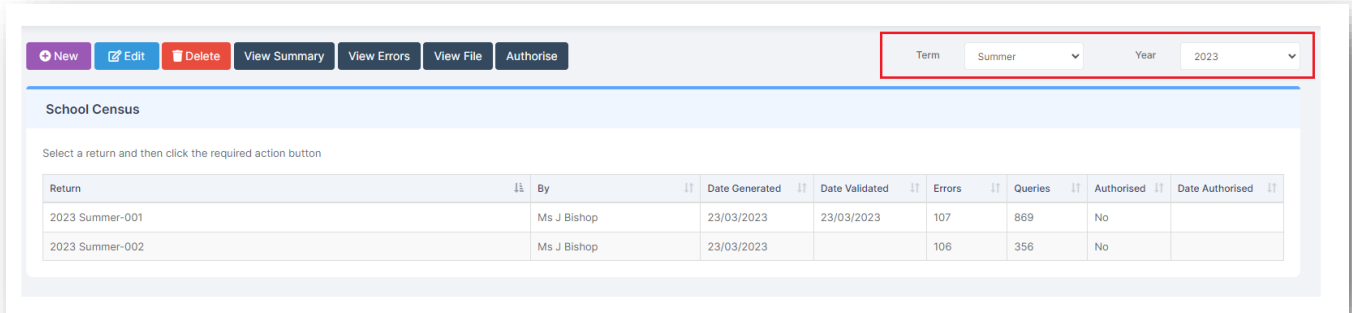 New Edit Delete View Summary View Errors View File Authorise Term Summer Year 2023
School Census
Select a return and then click the required action button
Return By Date Generated Date Validated Errors Queries Authorised Date Authorised
2023 Summer-001 Ms J Bishop 23/03/2023 23/03/2023 107 869 No
2023 Summer-002 Ms J Bishop 23/03/2023 106 356 No